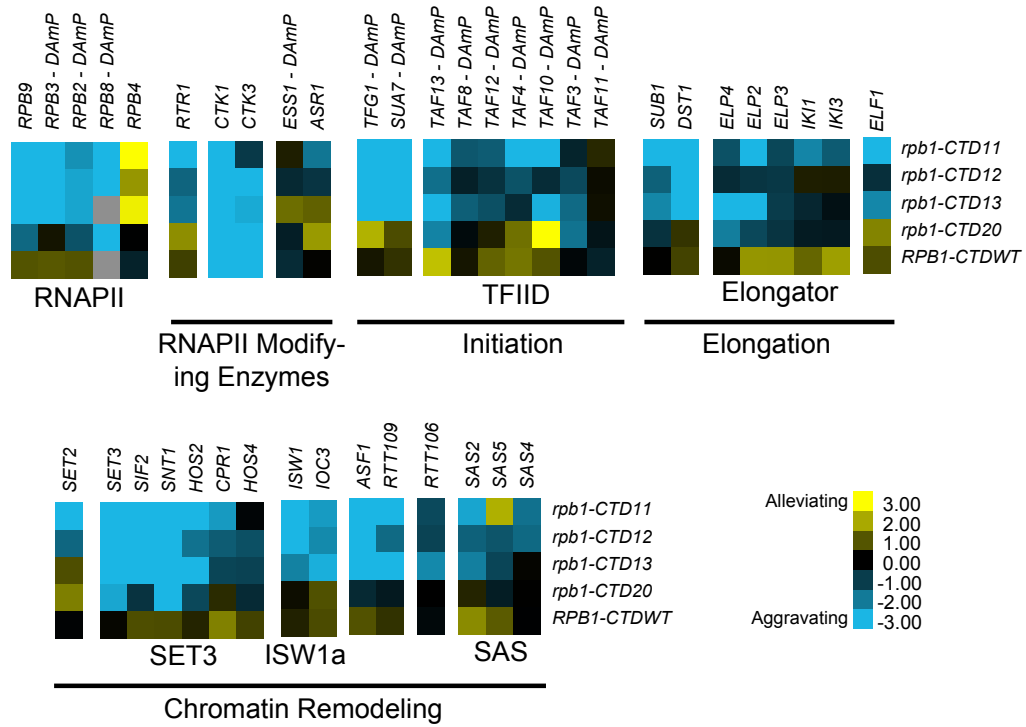 RPB9
RPB3 - DAmP
RPB2 - DAmP
RPB8 - DAmP
RPB4
RTR1
CTK1
CTK3
ESS1 - DAmP
ASR1
TFG1 - DAmP
SUA7 - DAmP
TAF13 - DAmP
TAF8 - DAmP
TAF12 - DAmP
TAF4 - DAmP
TAF10 - DAmP
TAF3 - DAmP
TAF11 - DAmP
SUB1
DST1
ELP4
ELP2
ELP3
IKI1
IKI3
ELF1
rpb1-CTD11
rpb1-CTD12
rpb1-CTD13
rpb1-CTD20
RPB1-CTDWT
RNAPII
TFIID
Elongator
RNAPII Modify-
ing Enzymes
Initiation
Elongation
SET2
SET3
SIF2
SNT1
HOS2
CPR1
HOS4
ISW1
IOC3
ASF1
RTT109
RTT106
SAS2
SAS5
SAS4
rpb1-CTD11
rpb1-CTD12
rpb1-CTD13
rpb1-CTD20
RPB1-CTDWT
Alleviating
3.00
2.00
1.00
0.00
-1.00
-2.00
Aggravating
-3.00
SET3
ISW1a
SAS
Chromatin Remodeling